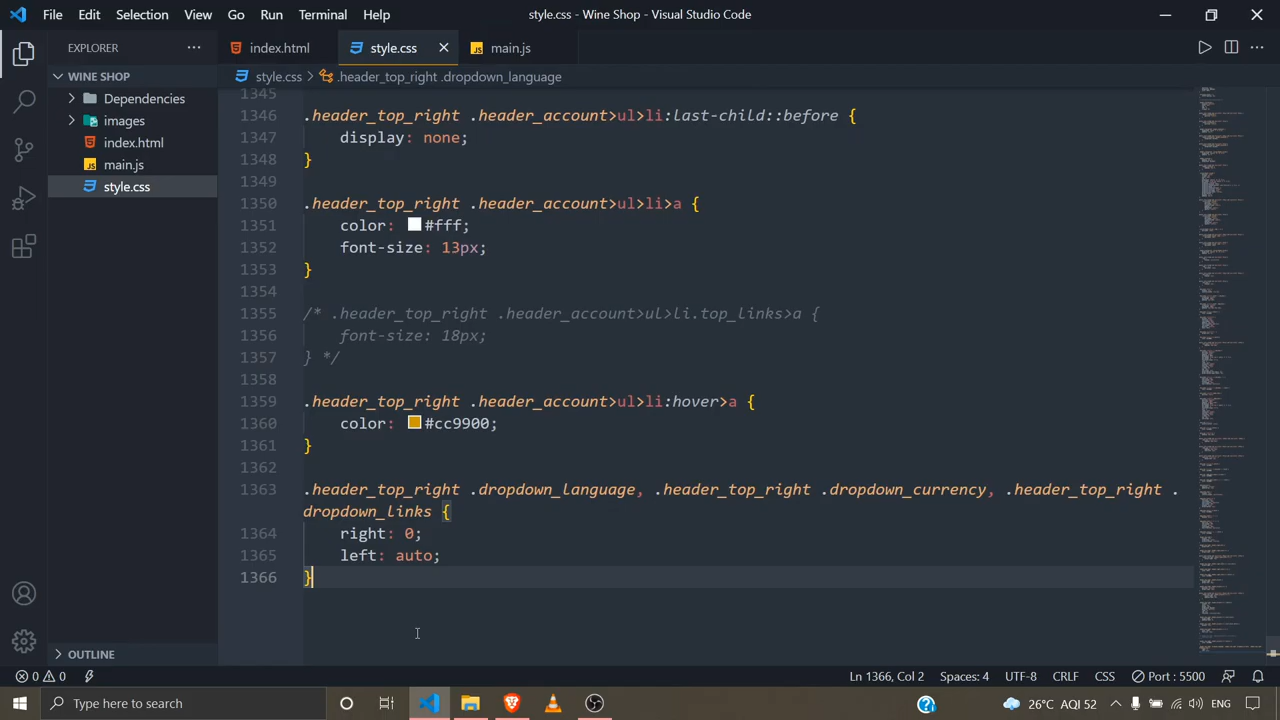 File Edit Selection View Go Run Terminal Help
style.css - Wine Shop - Visual Studio Code
EXPLORER
index.html
style.css
main.js
WINE SHOP
style.css > .header_top_right .dropdown_language
Dependencies
images
index.html
main.js
style.css
1345
1346 .header_top_right .header_account>ul>li:last-child::before {
1347 display: none;
1348 }
1349
1350 .header_top_right .header_account>ul>li>a {
1351 color: #fff;
1352 font-size: 13px;
1353 }
1354
1355 /* .header_top_right .header_account>ul>li.top_links>a {
1356 font-size: 18px;
1357 } */
1358
1359 .header_top_right .header_account>ul>li:hover>a {
1360 color: #cc9900;
1361 }
1362
1363 .header_top_right .dropdown_language, .header_top_right .dropdown_currency, .header_top_right .
dropdown_links {
1364 right: 0;
1365 left: auto;
1366 }
OUTLINE
0 0
Ln 1366, Col 2 Spaces: 4 UTF-8 CRLF CSS Port : 5500
Type here to search
26°C AQI 52 ENG